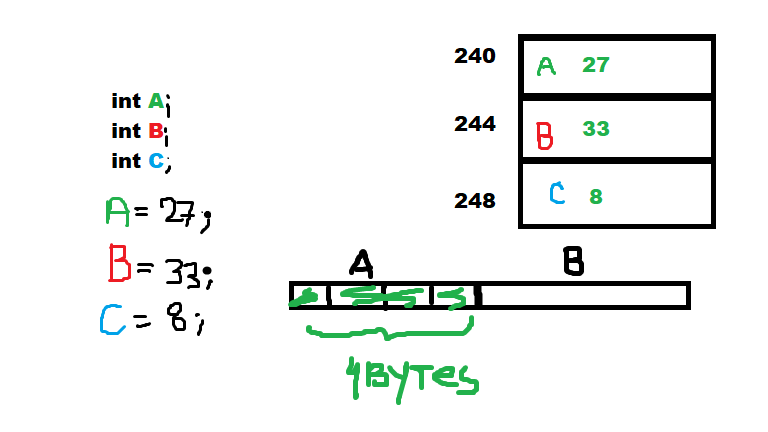 int A;
int B;
int C;
A = 27;
B = 33;
C = 8;
240 A 27
244 B 33
248 C 8
A B
4BYTES